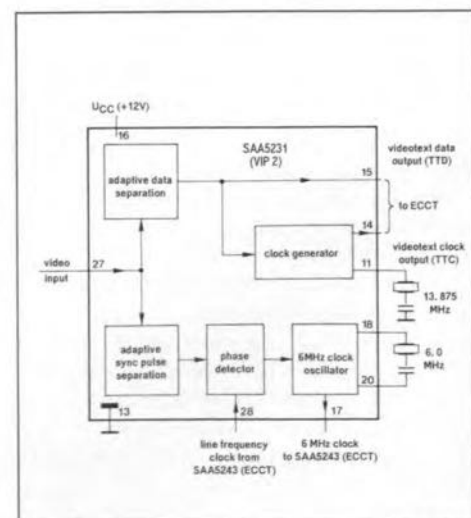 UCC (+12V)
16
SAA5231
(VIP 2)
videotext data
output (TTD)
15
adaptive data
separation
to ECCT
14
clock generator
videotext clock
output (TTC)
11
video
input
27
13. 875
MHz
18
adaptive
sync pulse
separation
phase
detector
6MHz clock
oscillator
6, 0
MHz
20
13
28
17
line frequency
clock from
SAA5243 (ECCT)
6 MHz clock
to SAA5243 (ECCT)